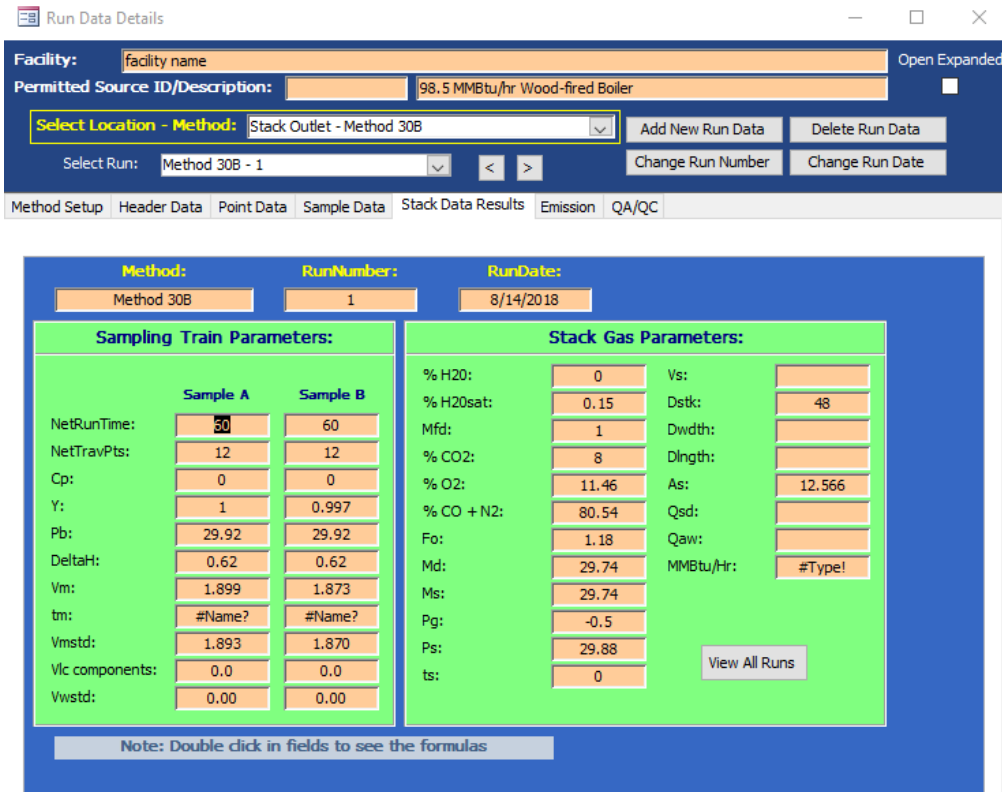 Run Data Details
Facility: facility name Open Expanded
Permitted Source ID/Description: 98.5 MMBtu/hr Wood-fired Boiler
Select Location - Method: Stack Outlet - Method 30B Add New Run Data Delete Run Data
Select Run: Method 30B - 1 < > Change Run Number Change Run Date
Method Setup Header Data Point Data Sample Data Stack Data Results Emission QA/QC
Method: RunNumber: RunDate:
Method 30B 1 8/14/2018
Sampling Train Parameters:
Sample A Sample B
NetRunTime: 60 60
NetTravPts: 12 12
Cp: 0 0
Y: 1 0.997
Pb: 29.92 29.92
DeltaH: 0.62 0.62
Vm: 1.899 1.873
tm: #Name? #Name?
Vmstd: 1.893 1.870
Vlc components: 0.0 0.0
Vwstd: 0.00 0.00
Stack Gas Parameters:
% H20: 0 Vs:
% H20sat: 0.15 Dstk: 48
Mfd: 1 Dwdth:
% CO2: 8 Dlngth:
% O2: 11.46 As: 12.566
% CO + N2: 80.54 Qsd:
Fo: 1.18 Qaw:
Md: 29.74 MMBtu/Hr: #Type!
Ms: 29.74
Pg: -0.5
Ps: 29.88
ts: 0
View All Runs
Note: Double click in fields to see the formulas